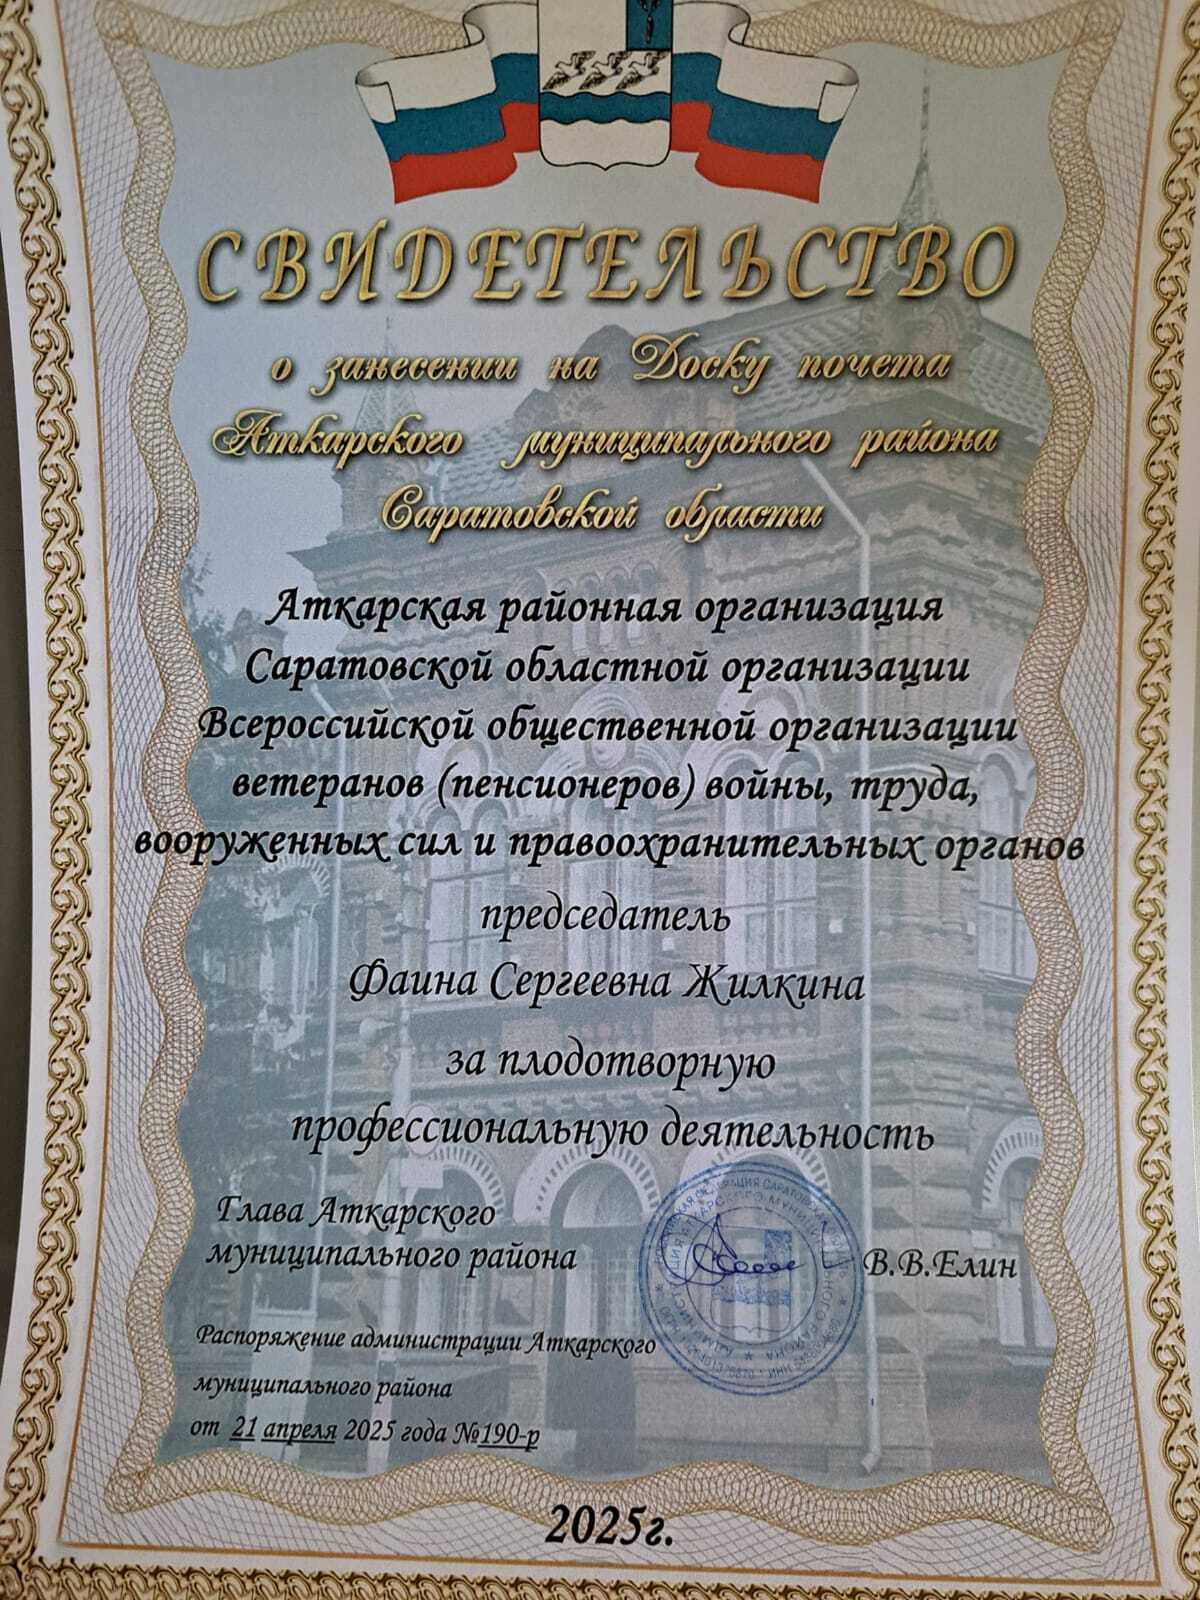 СВИДЕТЕЛЬСТВО
о занесении на Доску почета
Аткарского муниципального района
Саратовской области
Аткарская районная организация
Саратовской областной организации
Всероссийской общественной организации
ветеранов (пенсионеров) войны, труда,
вооруженных сил и правоохранительных органов
председатель
Фаина Сергеевна Жилкина
за плодотворную
профессиональную деятельность
Глава Аткарского
муниципального района
В.В.Елин
Распоряжение администрации Аткарского
муниципального района
от 21 апреля 2025 года №190-р
2025г.